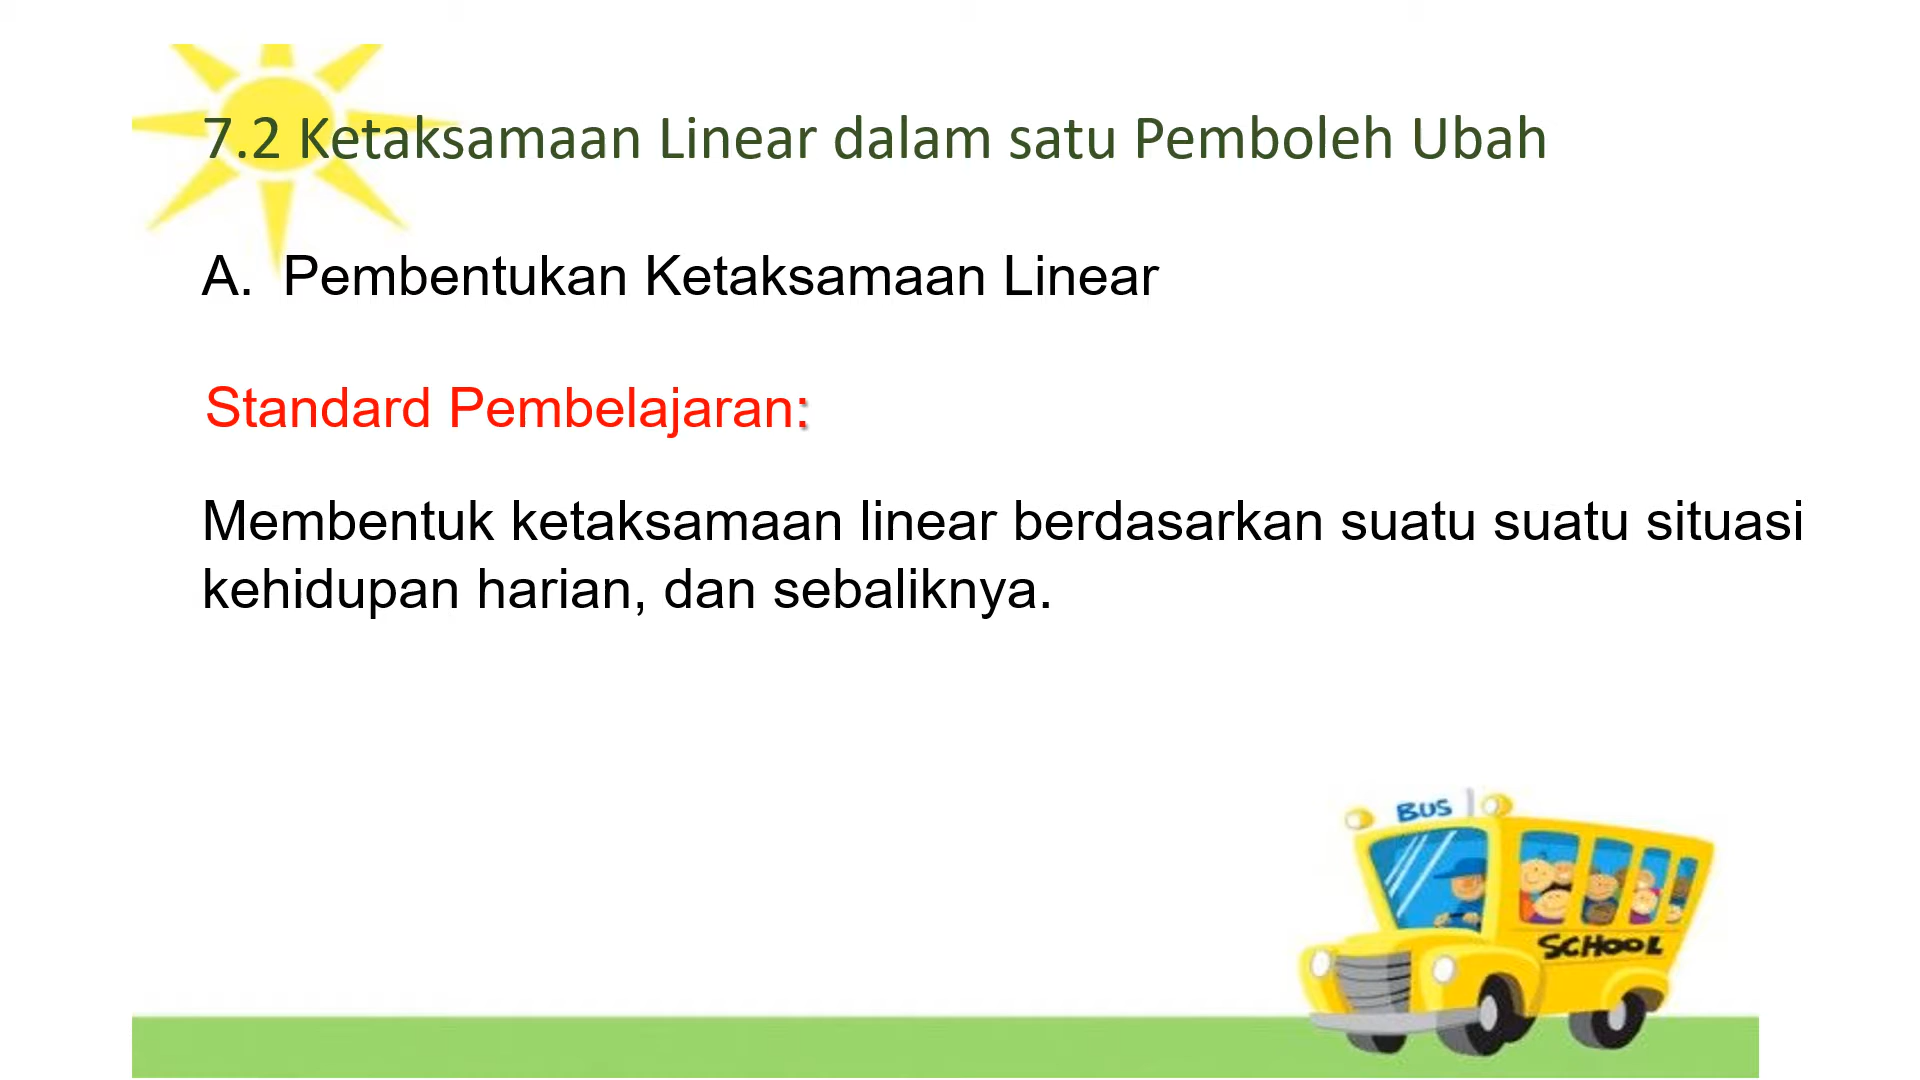 7.2 Ketaksamaan Linear dalam satu Pemboleh Ubah
A. Pembentukan Ketaksamaan Linear
Standard Pembelajaran:
Membentuk ketaksamaan linear berdasarkan suatu suatu situasi
kehidupan harian, dan sebaliknya.
BUS
SCHOOL